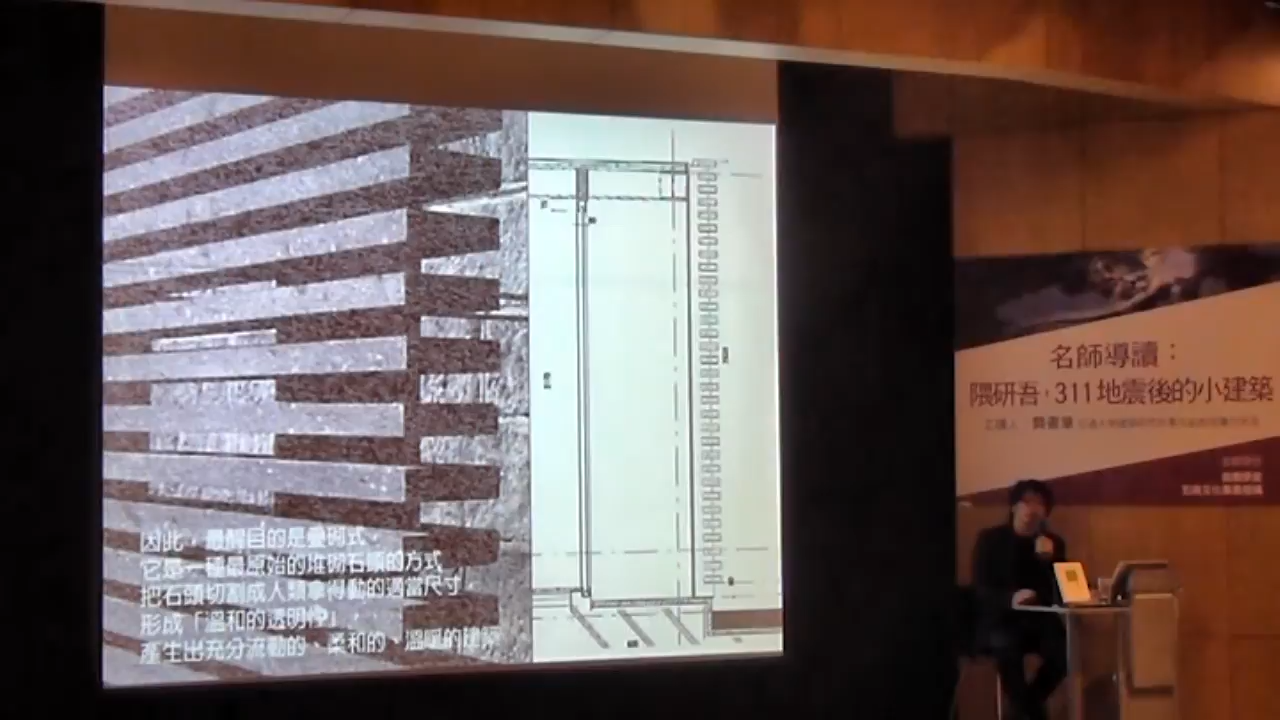 因此，最醒目的是疊砌式，
它是一種最原始的堆砌石頭的方式
把石頭切割成人類拿得動的適當尺寸，
形成「溫和的透明性」，
產生出充分流動的、柔和的、溫暖的建築
名師導讀：
隈研吾，311地震後的小建築
主講人